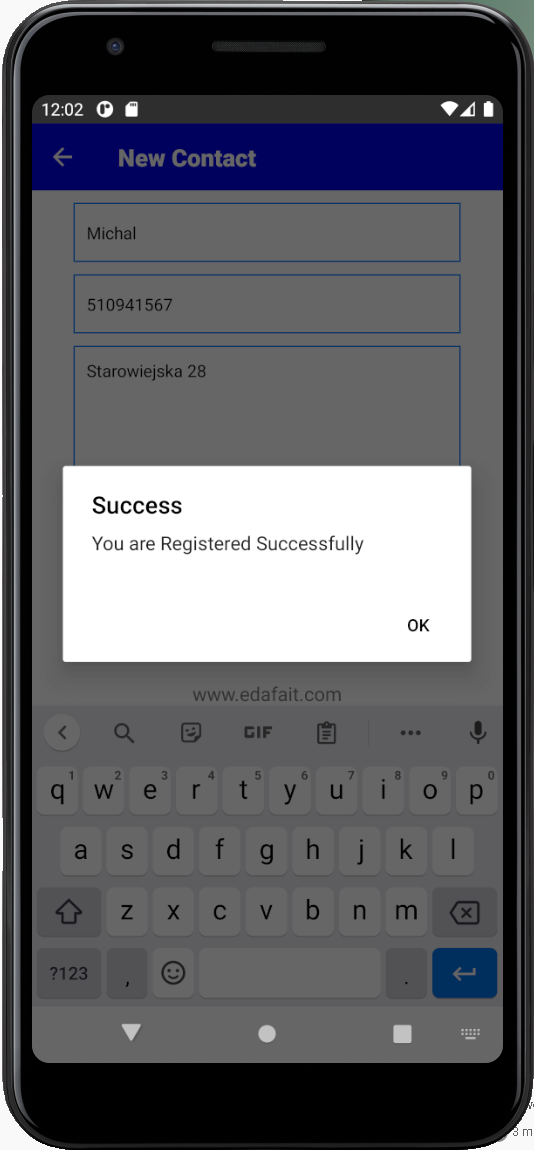 12:02
New Contact
Michal
510941567
Starowiejska 28
Success
You are Registered Successfully
OK
www.edafait.com
GIF
1 2 3 4 5 6 7 8 9 0
q w e r t y u i o p
a s d f g h j k l
z x c v b n m
?123 , .
3 m